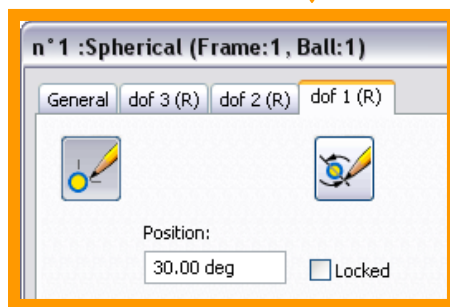 n°1 :Spherical (Frame:1, Ball:1)
General dof 3 (R) dof 2 (R) dof 1 (R)
Position:
30.00 deg Locked